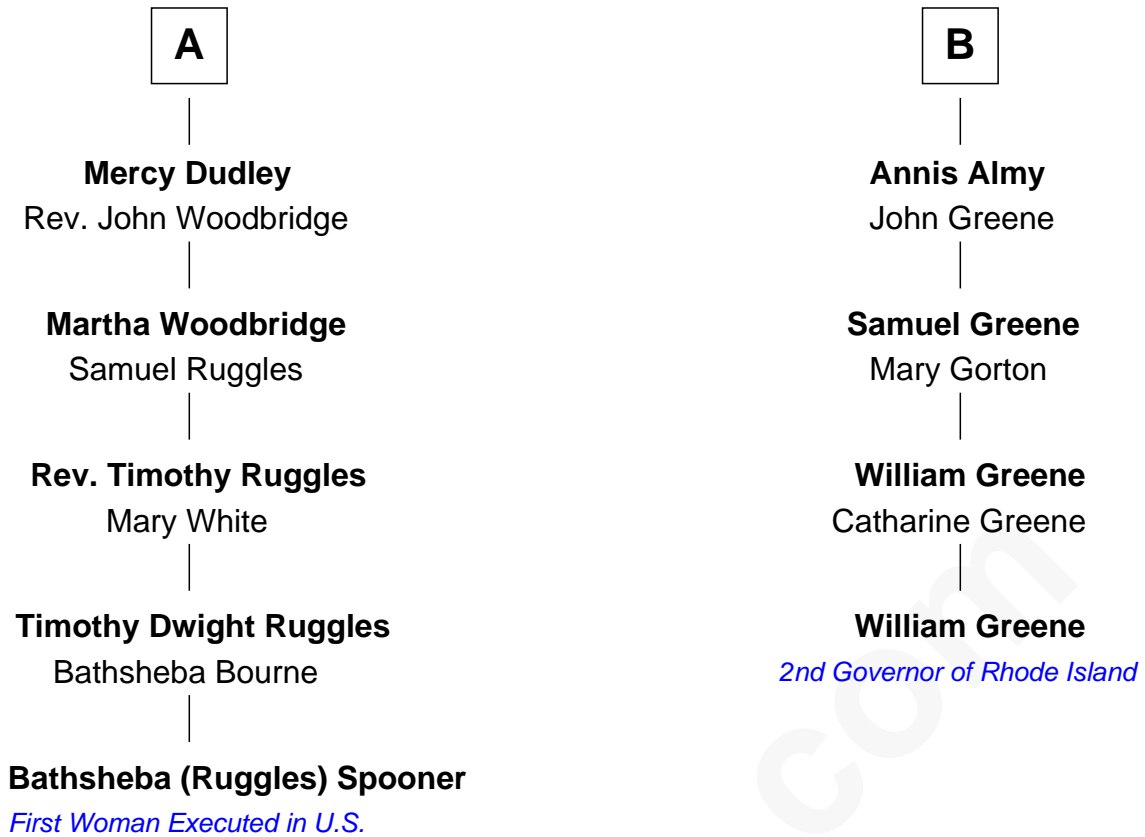 A
Mercy Dudley
Rev. John Woodbridge
Martha Woodbridge
Samuel Ruggles
Rev. Timothy Ruggles
Mary White
Timothy Dwight Ruggles
Bathsheba Bourne
Bathsheba (Ruggles) Spooner
First Woman Executed in U.S.
B
Annis Almy
John Greene
Samuel Greene
Mary Gorton
William Greene
Catharine Greene
William Greene
2nd Governor of Rhode Island
com